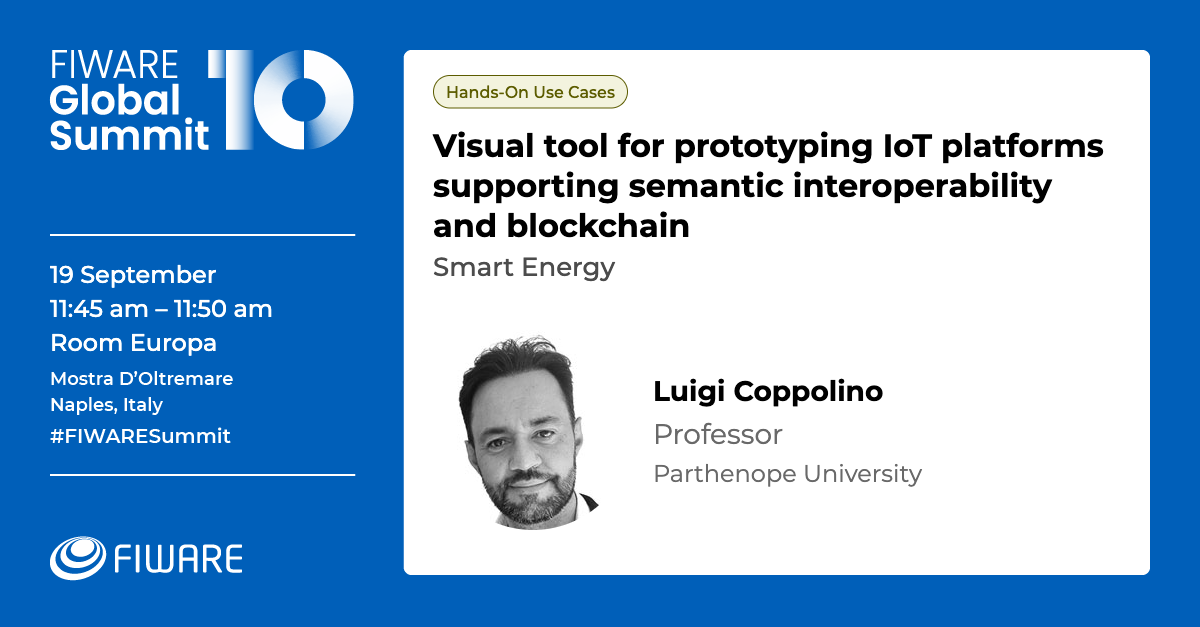 FIWARE
Global
Summit
10
19 September
11:45 am – 11:50 am
Room Europa
Mostra D’Oltremare
Naples, Italy
#FIWARESummit
FIWARE
Hands-On Use Cases
Visual tool for prototyping IoT platforms
supporting semantic interoperability
and blockchain
Smart Energy
Luigi Coppolino
Professor
Parthenope University